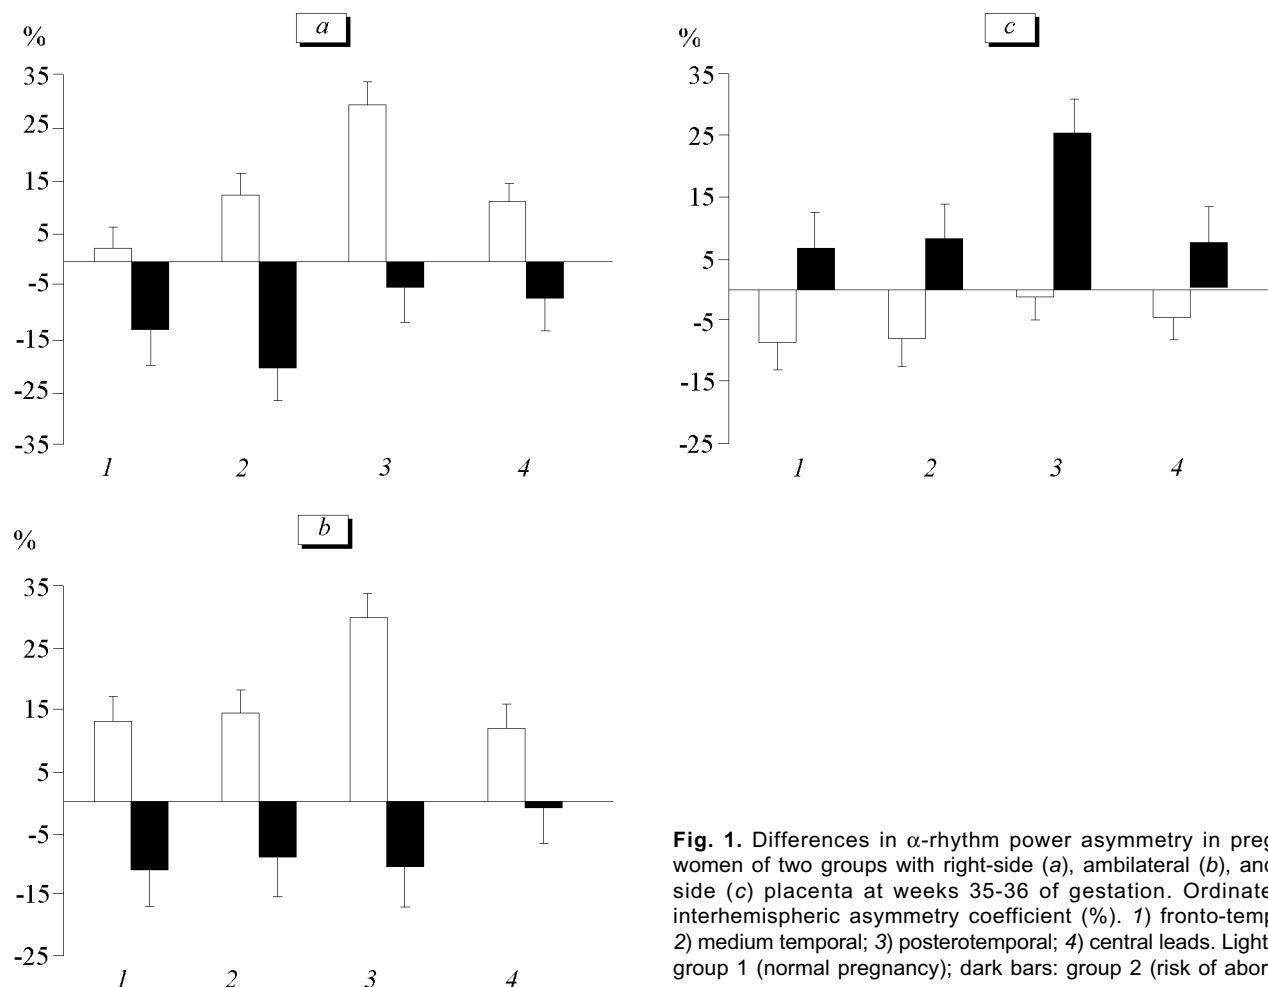 a
%
35
25
15
5
-5
-15
-25
-35
1 2 3 4
c
%
35
25
15
5
-5
-15
-25
1 2 3 4
b
%
35
25
15
5
-5
-15
-25
1 2 3 4
Fig. 1. Differences in α-rhythm power asymmetry in preg
women of two groups with right-side (a), ambilateral (b), and
side (c) placenta at weeks 35-36 of gestation. Ordinate
interhemispheric asymmetry coefficient (%). 1) fronto-temp
2) medium temporal; 3) posterotemporal; 4) central leads. Light
group 1 (normal pregnancy); dark bars: group 2 (risk of abor